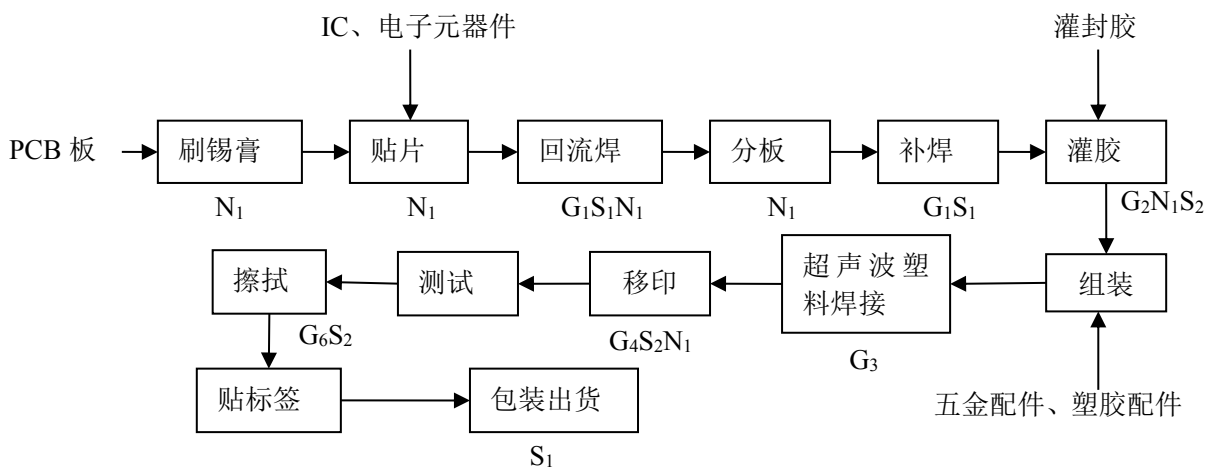 IC、电子元器件
灌封胶
PCB 板
刷锡膏
贴片
回流焊
分板
补焊
灌胶
N₁
N₁
G₁S₁N₁
N₁
G₁S₁
G₂N₁S₂
擦拭
测试
移印
超声波塑
料焊接
组装
G₆S₂
G₄S₂N₁
G₃
贴标签
包装出货
五金配件、塑胶配件
S₁